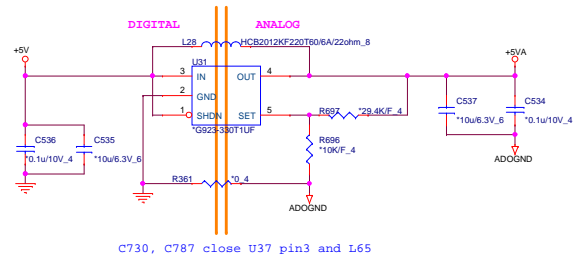 DIGITAL ANALOG
L28 HCB2012KF220T60/6A/22ohm_8
+5V U31 +5VA
3 IN OUT 4
2 GND
1 SHDN SET 5
*G923-330T1UF
R697 *29.4K/F_4
C537
*10u/6.3V_6
C534
*0.1u/10V_4
C536
*0.1u/10V_4
C535
*10u/6.3V_6
R696
*10K/F_4
ADOGND
R361 *0_4
ADOGND
C730, C787 close U37 pin3 and L65